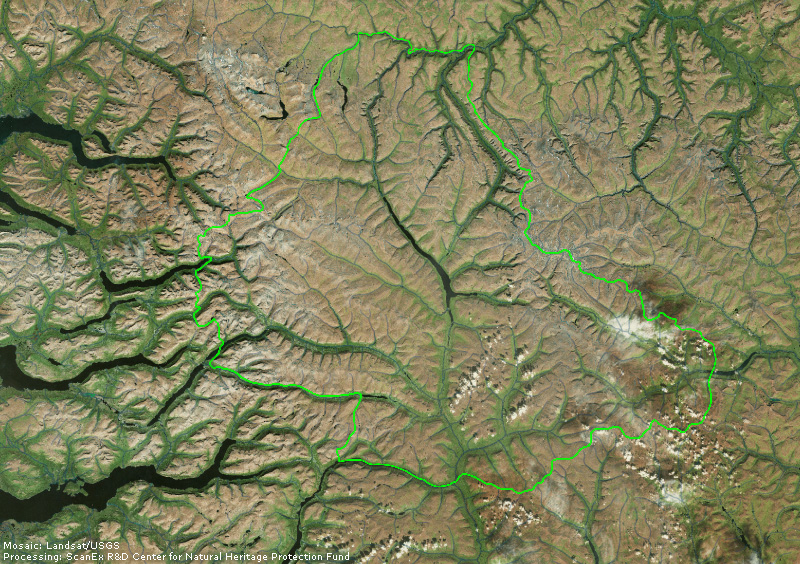 Mosaic: Landsat/USGS
Processing: ScanEx R&D Center for Natural Heritage Protection Fund